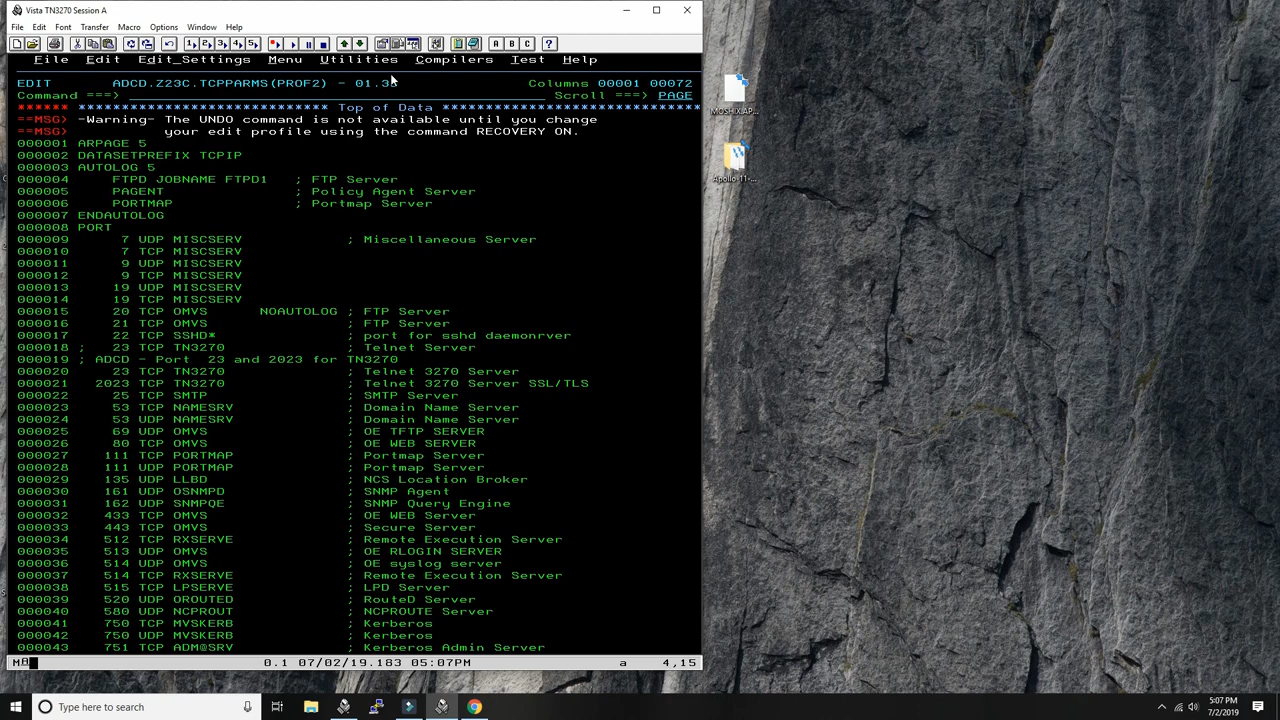 Vista TN3270 Session A
File Edit Font Transfer Macro Options Window Help
1 2 3 4 5 A B C ?
File Edit Edit_Settings Menu Utilities Compilers Test Help
EDIT ADCD.Z23C.TCPPARMS(PROF2) - 01.38 Columns 00001 00072
Command ===> Scroll ===> PAGE
****** **************************** Top of Data ******************************
==MSG> -Warning- The UNDO command is not available until you change
==MSG> your edit profile using the command RECOVERY ON.
000001 ARPAGE 5
000002 DATASETPREFIX TCPIP
000003 AUTOLOG 5
000004 FTPD JOBNAME FTPD1 ; FTP Server
000005 PAGENT ; Policy Agent Server
000006 PORTMAP ; Portmap Server
000007 ENDAUTOLOG
000008 PORT
000009 7 UDP MISCSERV ; Miscellaneous Server
000010 7 TCP MISCSERV
000011 9 UDP MISCSERV
000012 9 TCP MISCSERV
000013 19 UDP MISCSERV
000014 19 TCP MISCSERV
000015 20 TCP OMVS NOAUTOLOG ; FTP Server
000016 21 TCP OMVS ; FTP Server
000017 22 TCP SSHD* ; port for sshd daemonrver
000018 ; 23 TCP TN3270 ; Telnet Server
000019 ; ADCD - Port 23 and 2023 for TN3270
000020 23 TCP TN3270 ; Telnet 3270 Server
000021 2023 TCP TN3270 ; Telnet 3270 Server SSL/TLS
000022 25 TCP SMTP ; SMTP Server
000023 53 TCP NAMESRV ; Domain Name Server
000024 53 UDP NAMESRV ; Domain Name Server
000025 69 UDP OMVS ; OE TFTP SERVER
000026 80 TCP OMVS ; OE WEB SERVER
000027 111 TCP PORTMAP ; Portmap Server
000028 111 UDP PORTMAP ; Portmap Server
000029 135 UDP LLBD ; NCS Location Broker
000030 161 UDP OSNMPD ; SNMP Agent
000031 162 UDP SNMPQE ; SNMP Query Engine
000032 433 TCP OMVS ; OE WEB Server
000033 443 TCP OMVS ; Secure Server
000034 512 TCP RXSERVE ; Remote Execution Server
000035 513 UDP OMVS ; OE RLOGIN SERVER
000036 514 UDP OMVS ; OE syslog server
000037 514 TCP RXSERVE ; Remote Execution Server
000038 515 TCP LPSERVE ; LPD Server
000039 520 UDP OROUTED ; RouteD Server
000040 580 UDP NCPROUT ; NCPROUTE Server
000041 750 TCP MVSKERB ; Kerberos
000042 750 UDP MVSKERB ; Kerberos
000043 751 TCP ADM@SRV ; Kerberos Admin Server
0.1 07/02/19.183 05:07PM a 4,15
MOSHIX.AP...
Apollo-11-...
Type here to search
5:07 PM
7/2/2019